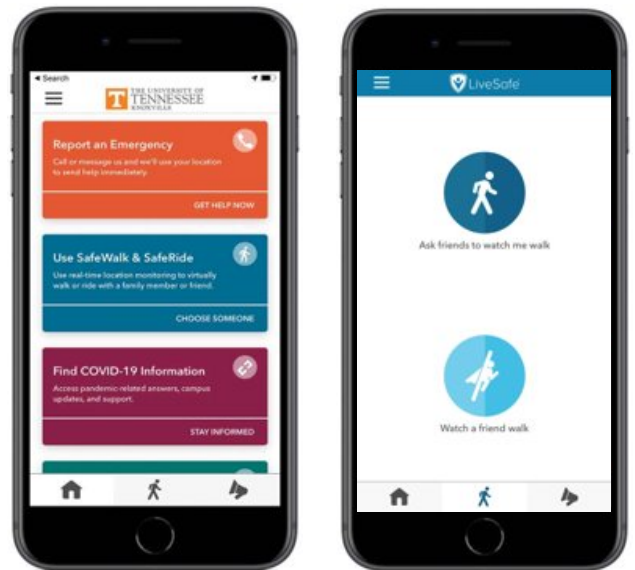 Search
THE UNIVERSITY OF
TENNESSEE
KNOXVILLE
Report an Emergency
Call or message us and we'll use your location
to send help immediately.
GET HELP NOW
Use SafeWalk & SafeRide
Use real-time location monitoring to virtually
walk or ride with a family member or friend.
CHOOSE SOMEONE
Find COVID-19 Information
Access pandemic-related answers, campus
updates, and support.
STAY INFORMED
LiveSafe
Ask friends to watch me walk
Watch a friend walk